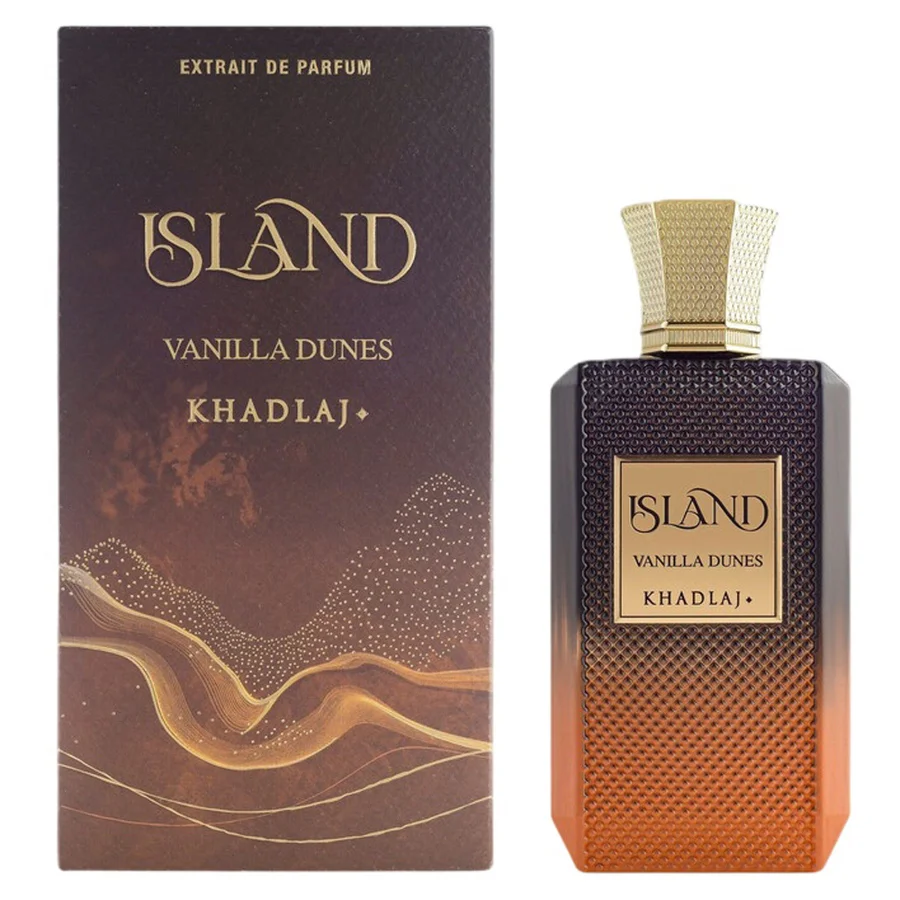 EXTRAIT DE PARFUM
ISLAND
VANILLA DUNES
KHADLAJ
ISLAND
VANILLA DUNES
KHADLAJ